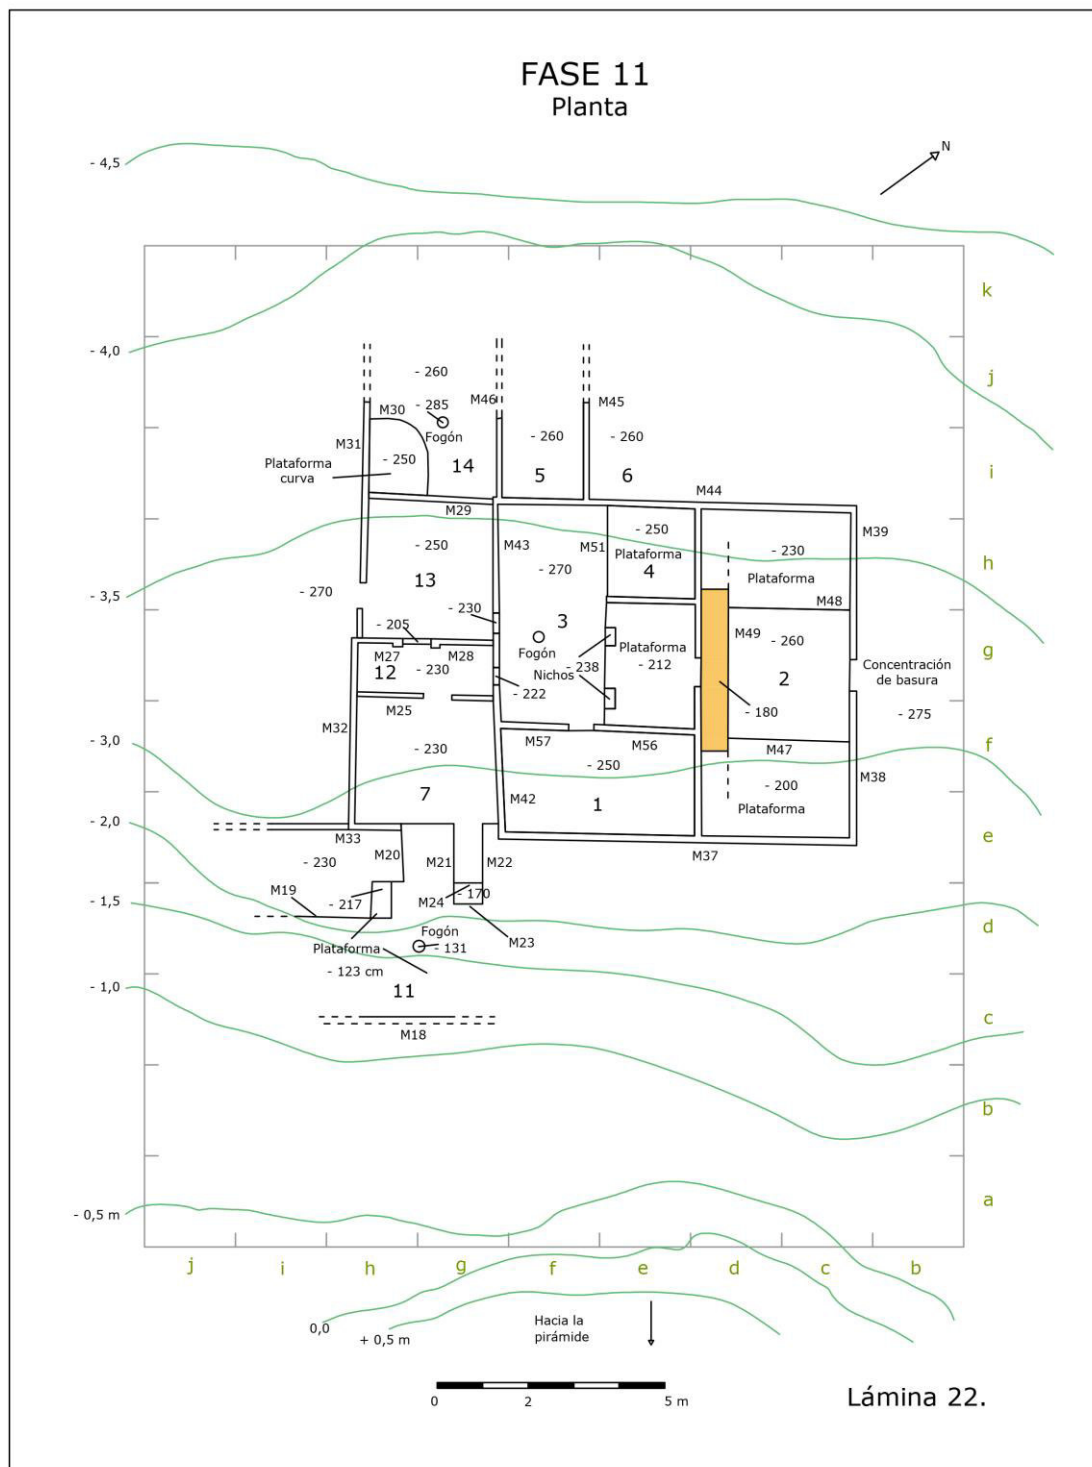 FASE 11
Planta
- 4,5
N
k
- 4,0
j
- 260
M30
- 285
M46
M45
Fogón
- 260
- 260
M31
- 250
Plataforma
curva
14
5
6
i
M44
M29
M43
M51
- 250
M39
- 250
- 230
h
Plataforma
Plataforma
- 270
13
4
- 3,5
- 270
- 230
M48
- 205
3
M49
- 260
g
M27
M28
Fogón
Plataforma
12
- 230
- 238
- 212
Concentración
de basura
Nichos
2
- 222
M25
- 180
- 275
M32
- 3,0
- 230
M57
M56
M47
f
- 250
M38
- 200
7
M42
1
Plataforma
- 2,0
M33
M20
M21
M22
M37
e
- 230
M19
- 170
- 1,5
- 217
M24
d
Fogón
M23
Plataforma
- 131
- 123 cm
- 1,0
11
c
M18
b
a
- 0,5 m
j i h g f e d c b
0,0
+ 0,5 m
Hacia la
pirámide
0 2 5 m
Lámina 22.